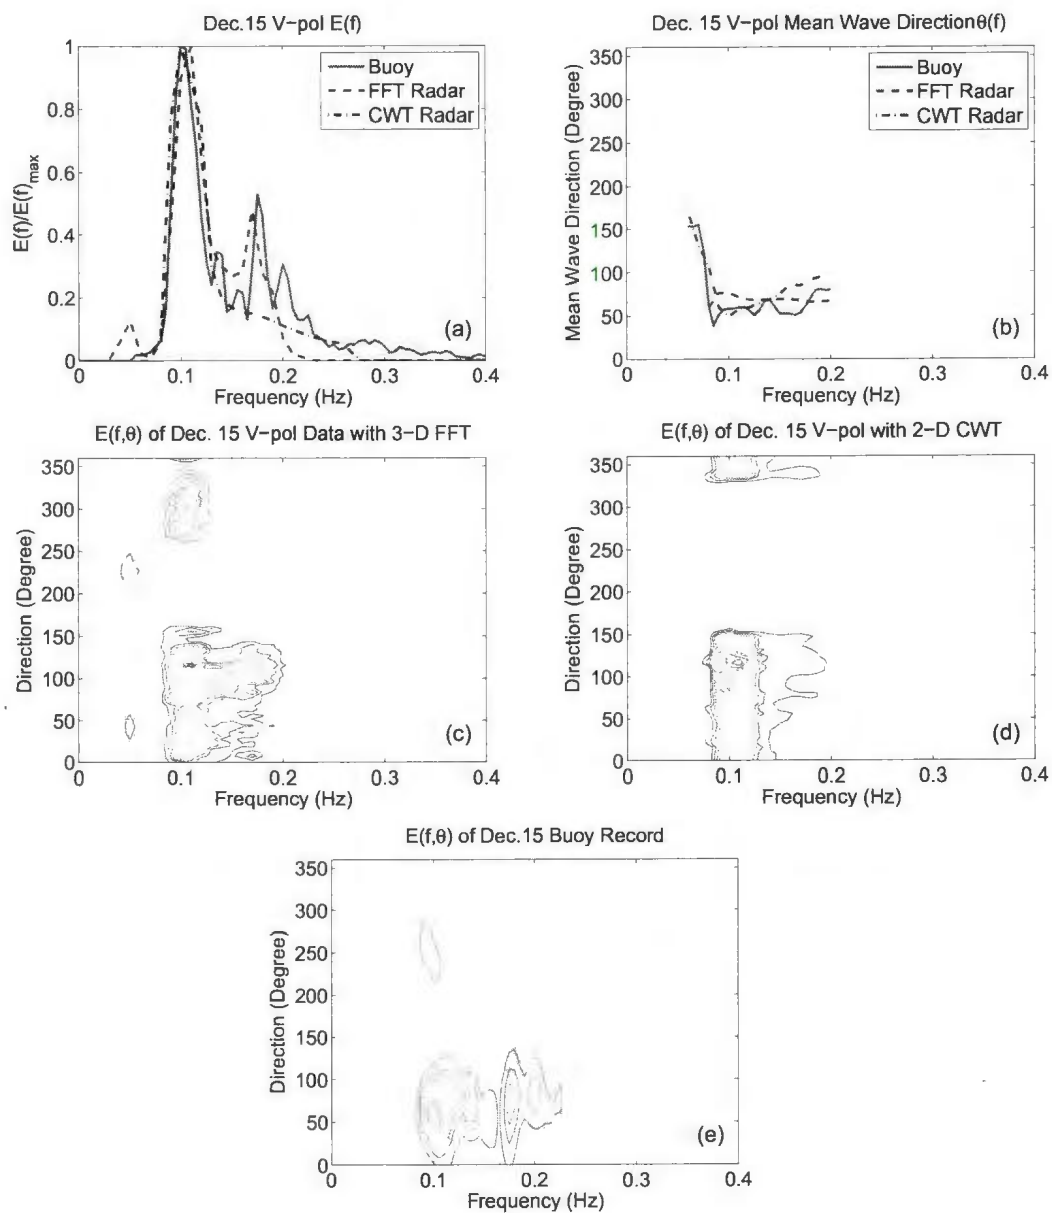 Dec.15 V-pol E(f)
1
0.8
0.6
0.4
0.2
0
E(f)/E(f)max
Buoy
FFT Radar
CWT Radar
(a)
0 0.1 0.2 0.3 0.4
Frequency (Hz)
Dec. 15 V-pol Mean Wave Directionθ(f)
350
300
250
200
150
100
50
0
Mean Wave Direction (Degree)
Buoy
FFT Radar
CWT Radar
(b)
0 0.1 0.2 0.3 0.4
Frequency (Hz)
E(f,θ) of Dec. 15 V-pol Data with 3-D FFT
350
300
250
200
150
100
50
0
Direction (Degree)
(c)
0 0.1 0.2 0.3 0.4
Frequency (Hz)
E(f,θ) of Dec. 15 V-pol with 2-D CWT
350
300
250
200
150
100
50
0
Direction (Degree)
(d)
0 0.1 0.2 0.3 0.4
Frequency (Hz)
E(f,θ) of Dec.15 Buoy Record
350
300
250
200
150
100
50
0
Direction (Degree)
(e)
0 0.1 0.2 0.3 0.4
Frequency (Hz)